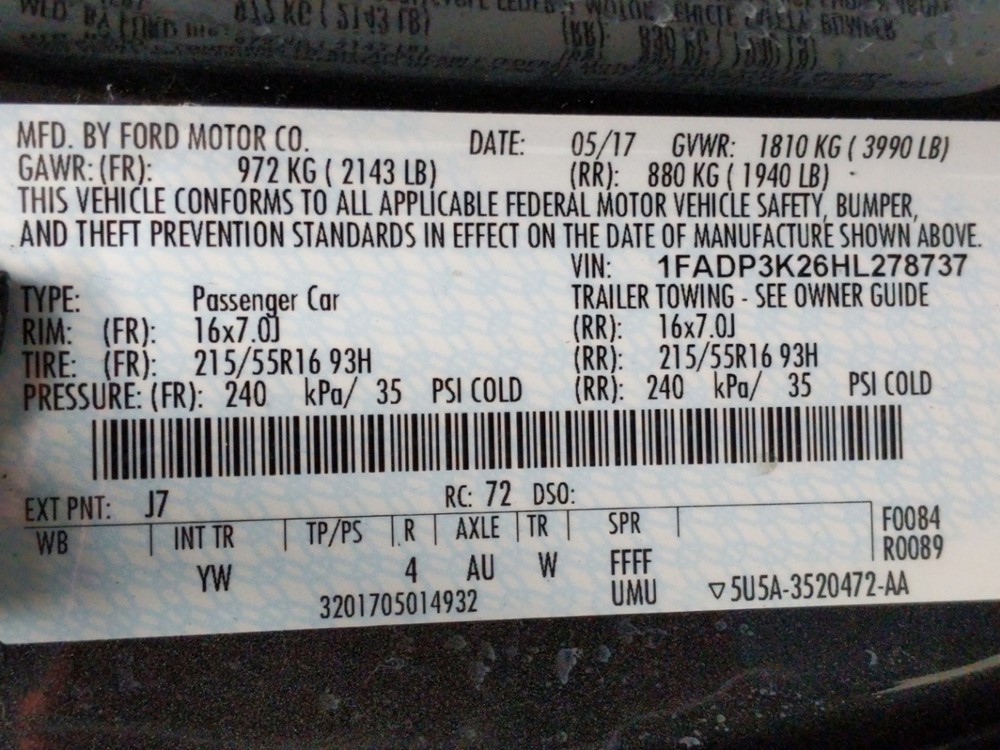 MFD. BY FORD MOTOR CO. DATE: 05/17 GVWR: 1810 KG ( 3990 LB)
GAWR: (FR): 972 KG ( 2143 LB) (RR): 880 KG ( 1940 LB)
THIS VEHICLE CONFORMS TO ALL APPLICABLE FEDERAL MOTOR VEHICLE SAFETY, BUMPER,
AND THEFT PREVENTION STANDARDS IN EFFECT ON THE DATE OF MANUFACTURE SHOWN ABOVE.
VIN: 1FADP3K26HL278737
TYPE: Passenger Car TRAILER TOWING - SEE OWNER GUIDE
RIM: (FR): 16x7.0J (RR): 16x7.0J
TIRE: (FR): 215/55R16 93H (RR): 215/55R16 93H
PRESSURE: (FR): 240 kPa/ 35 PSI COLD (RR): 240 kPa/ 35 PSI COLD
EXT PNT: J7 RC: 72 DSO:
WB INT TR TP/PS R AXLE TR SPR F0084
R0089
YW 4 AU W FFFF
3201705014932 UMU ▽5U5A-3520472-AA